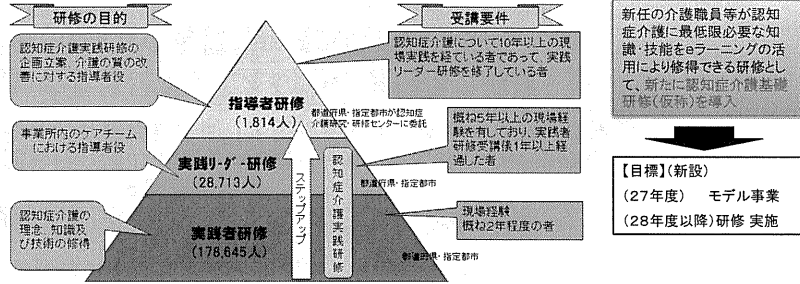 研修の目的
認知症介護実践研修の
企画立案 介護の質の改
善に対する指導者役
事業所内のケアチーム
における指導者役
認知症介護の
理念 知識及
び技術の修得
指導者研修
(1,814人)
都道府県・指定都市が認知症
介護研究・研修センターに委託
実践リーダー研修
(28,713人)
都道府県・指定都市
実践者研修
(178,645人)
都道府県・指定都市
ステップアップ
認知症介護実践研修
受講要件
認知症介護について10年以上の現
場実践を経ている者であって 実践
リーダー研修を修了している者
概ね5年以上の現場経
験を有しており、実践者
研修受講後1年以上経
過した者
現場経験
概ね2年程度の者
新任の介護職員等が認知
症介護に最低限必要な知
識・技能をeラーニングの活
用により修得できる研修とし
て、新たに認知症介護基礎
研修(仮称)を導入
【目標】(新設)
(27年度) モデル事業
(28年度以降)研修 実施